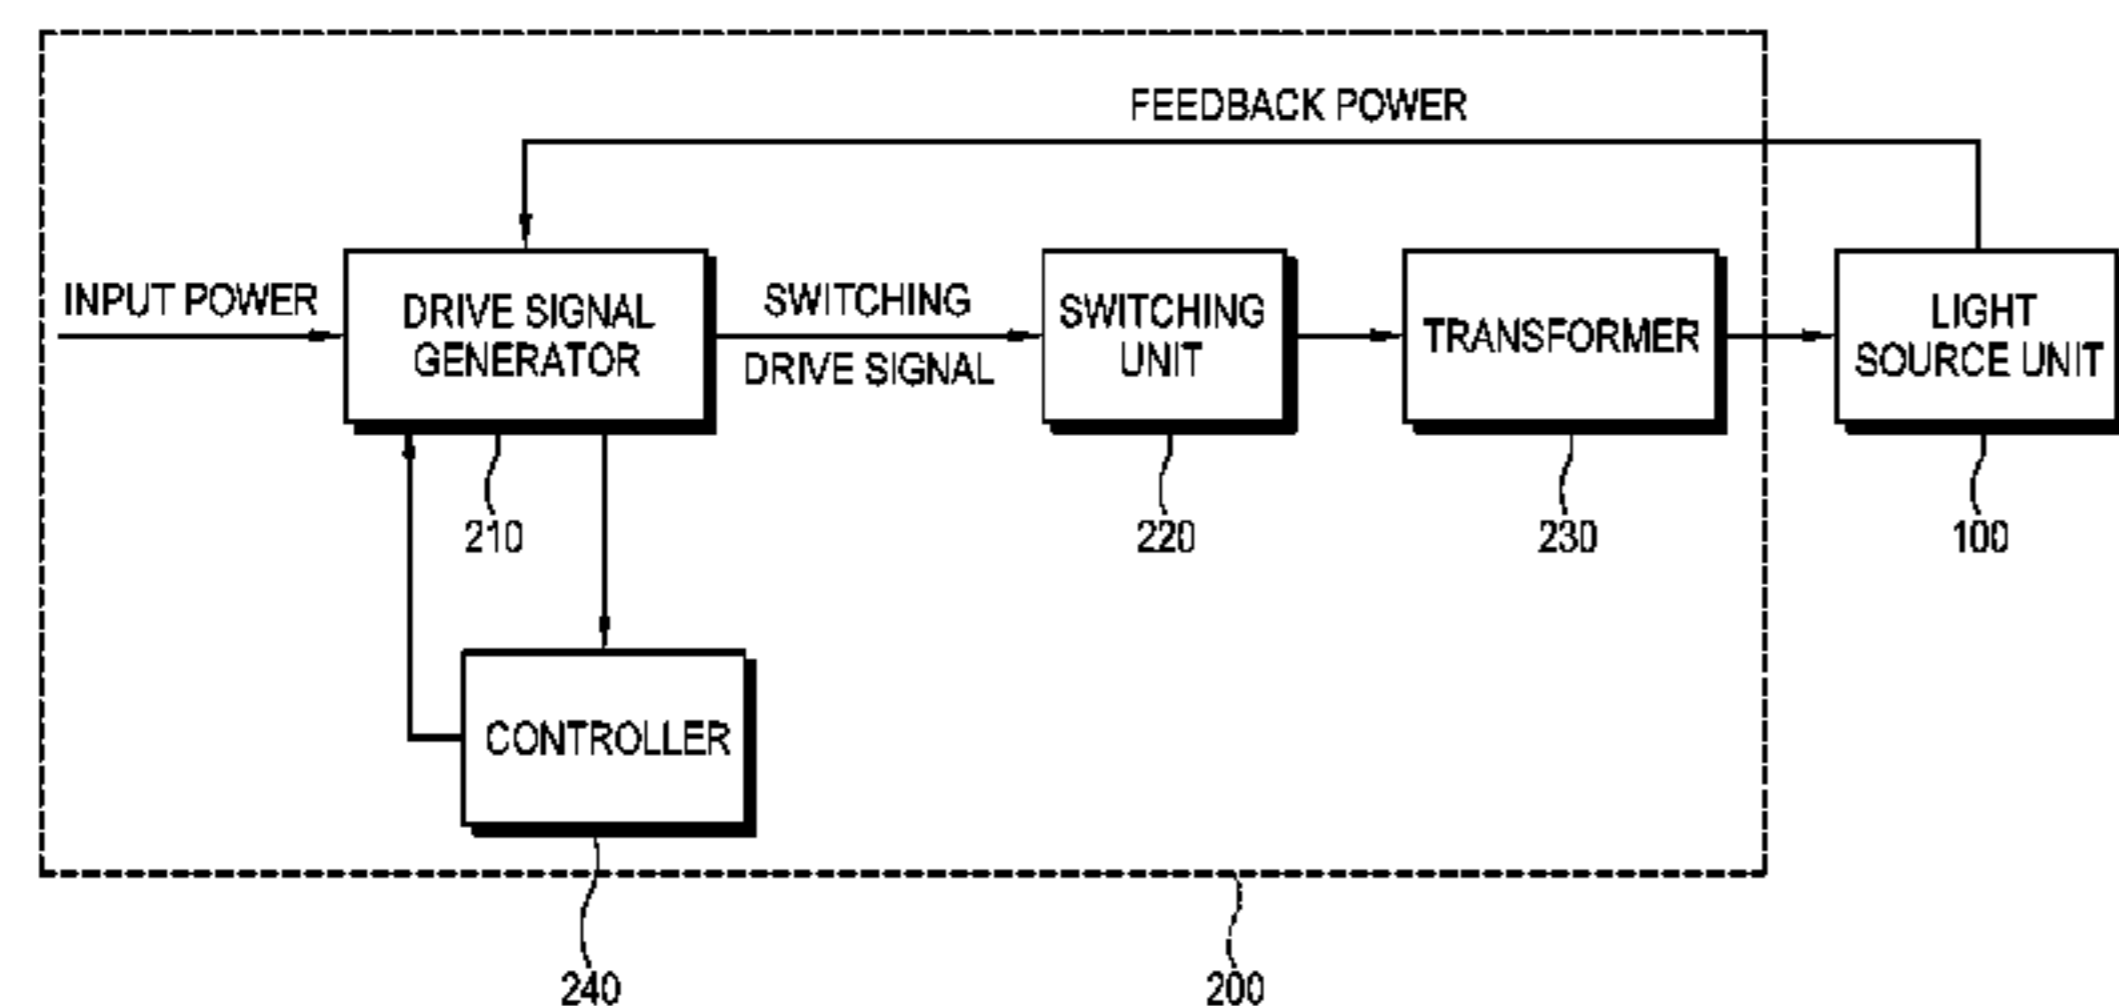 FEEDBACK POWER
INPUT POWER
DRIVE SIGNAL
GENERATOR
SWITCHING
DRIVE SIGNAL
SWITCHING
UNIT
TRANSFORMER
LIGHT
SOURCE UNIT
210
220
230
100
CONTROLLER
240
200